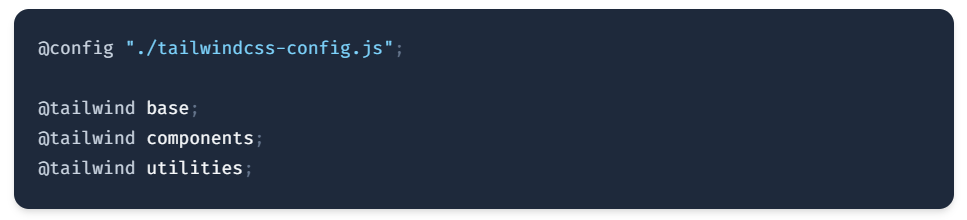 @config "./tailwindcss-config.js";
@tailwind base;
@tailwind components;
@tailwind utilities;